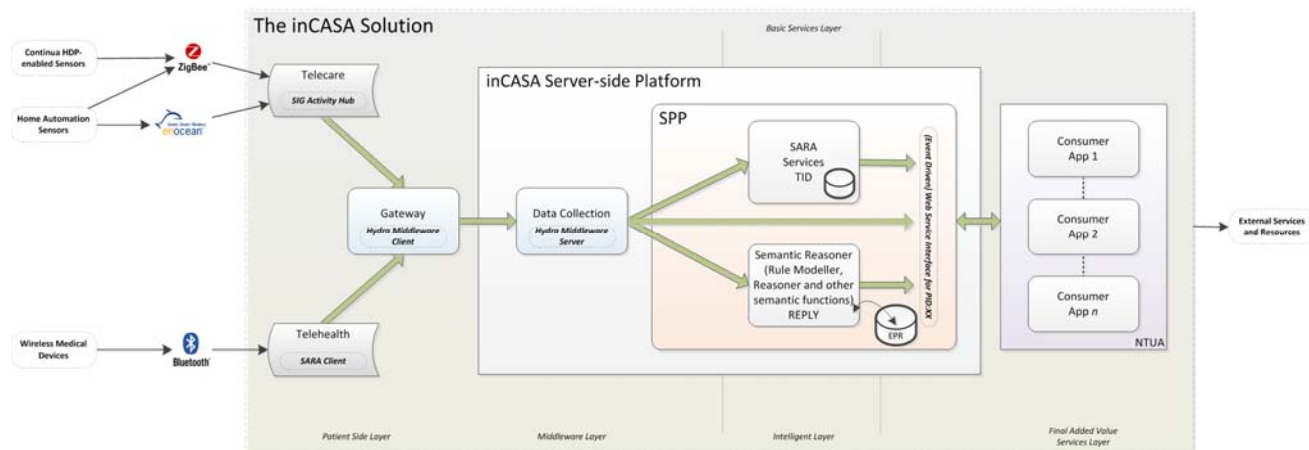 The inCASA Solution
Basic Services Layer
Continua HDP-
enabled Sensors
ZigBee
Home Automation
Sensors
enocean
Telecare
SIG Activity Hub
inCASA Server-side Platform
SPP
SARA
Services
TID
(Event Driven) Web Service Interface for PID:XX
Consumer
App 1
Gateway
Hydra Middleware
Client
Data Collection
Hydra Middleware
Server
Consumer
App 2
External Services
and Resources
Semantic Reasoner
(Rule Modeller,
Reasoner and other
semantic functions)
REPLY
EPR
Consumer
App n
NTUA
Wireless Medical
Devices
Bluetooth
Telehealth
SARA Client
Patient Side Layer
Middleware Layer
Intelligent Layer
Final Added Value
Services Layer